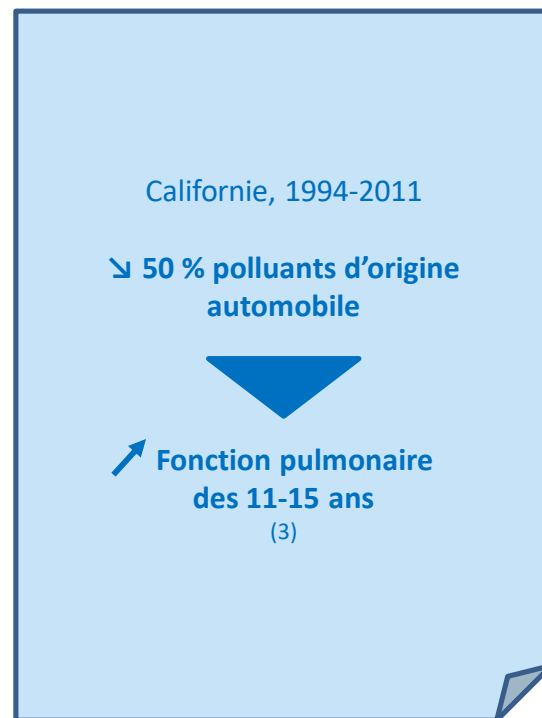 Californie, 1994-2011
↘ 50 % polluants d’origine
automobile
↗ Fonction pulmonaire
des 11-15 ans
(3)